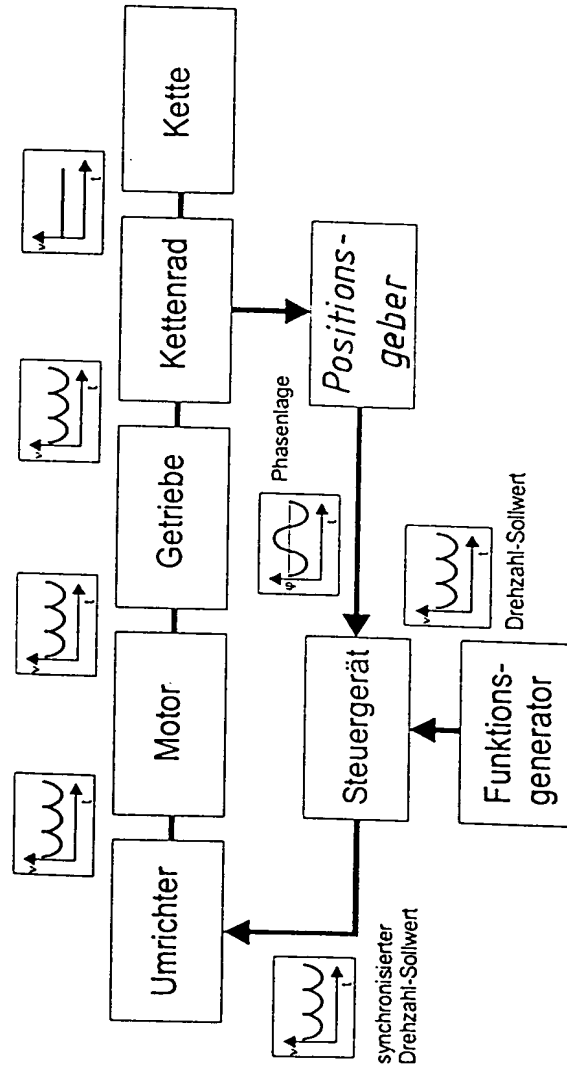 v
t
v
t
v
t
v
t
Umrichter
Motor
Getriebe
Kettenrad
Kette
synchronisierter
Drehzahl-Sollwert
v
t
φ
t
Phasenlage
Steuergerät
Positions-
geber
Funktions-
generator
v
t
Drehzahl-Sollwert